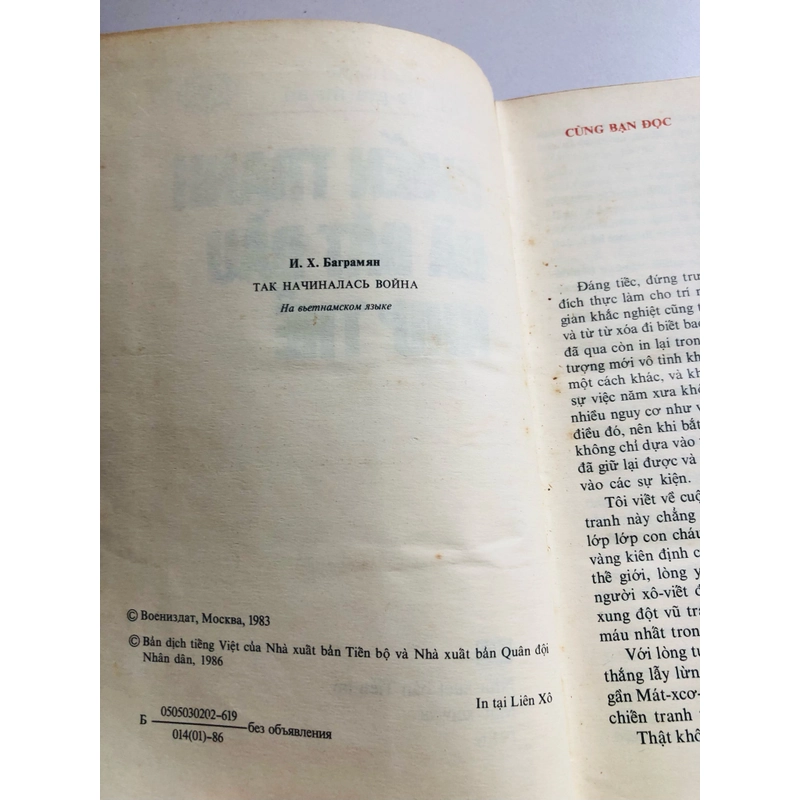 И. Х. Баграмян
ТАК НАЧИНАЛАСЬ ВОЙНА
На вьетнамском языке
© Воениздат, Москва, 1983
© Bản dịch tiếng Việt của Nhà xuất bản Tiến bộ và Nhà xuất bản Quân đội
Nhân dân, 1986
In tại Liên Xô
Б 0505030202-619
014(01)-86
без объявления
CÙNG BẠN ĐỌC
Đáng tiếc, đứng trư
đích thực làm cho trí
gian khắc nghiệt cũng
và từ từ xóa đi biết bao
đã qua còn in lại tron
tượng mới vô tình kh
một cách khác, và kh
sự việc năm xưa khô
nhiều nguy cơ như v
điều đó, nên khi bắt
không chỉ dựa vào
đã giữ lại được và
vào các sự kiện.
Tôi viết về cuộ
tranh này chẳng
lớp lớp con cháu
vàng kiên định c
thế giới, lòng y
người xô-viết đ
xung đột vũ tra
máu nhất tron
Với lòng tự
thắng lẫy lừn
gần Mát-xcơ-
chiến tranh
Thật khô